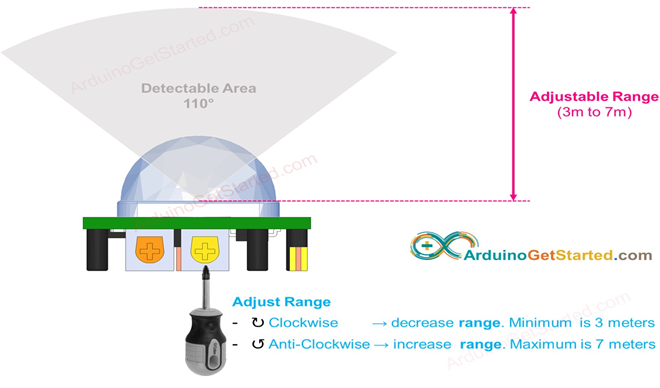 ArduinoGetStarted.com
Detectable Area
110°
Adjustable Range
(3m to 7m)
ArduinoGetStarted.com
ArduinoGetStarted.com
Adjust Range
- ↻ Clockwise → decrease range. Minimum is 3 meters
- ↺ Anti-Clockwise → increase range. Maximum is 7 meters
ArduinoGetStarted.com